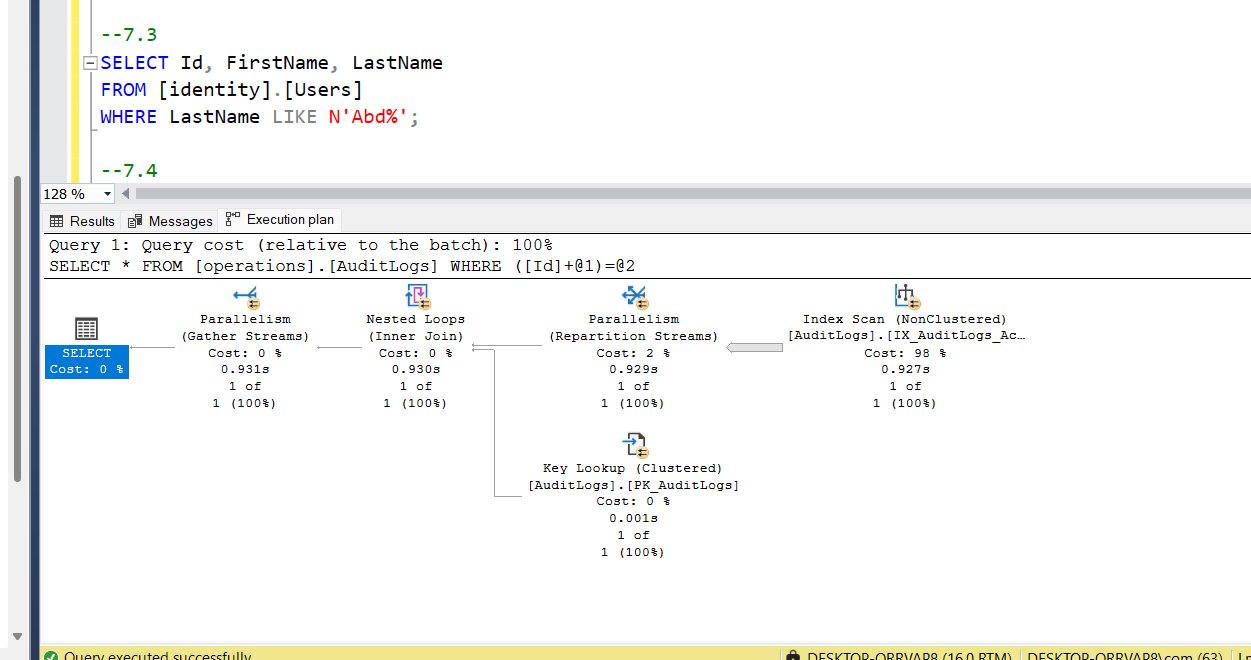 --7.3
SELECT Id, FirstName, LastName
FROM [identity].[Users]
WHERE LastName LIKE N'Abd%';
--7.4
128 %
Results Messages Execution plan
Query 1: Query cost (relative to the batch): 100%
SELECT * FROM [operations].[AuditLogs] WHERE ([Id]+@1)=@2
SELECT
Cost: 0 %
Parallelism
(Gather Streams)
Cost: 0 %
0.931s
1 of
1 (100%)
Nested Loops
(Inner Join)
Cost: 0 %
0.930s
1 of
1 (100%)
Parallelism
(Repartition Streams)
Cost: 2 %
0.929s
1 of
1 (100%)
Index Scan (NonClustered)
[AuditLogs].[IX_AuditLogs_Ac...
Cost: 98 %
0.927s
1 of
1 (100%)
Key Lookup (Clustered)
[AuditLogs].[PK_AuditLogs]
Cost: 0 %
0.001s
1 of
1 (100%)
Query executed successfully
DESKTOP-ORRVAP8 (16.0 RTM) DESKTOP-ORRVAP8\com (63)